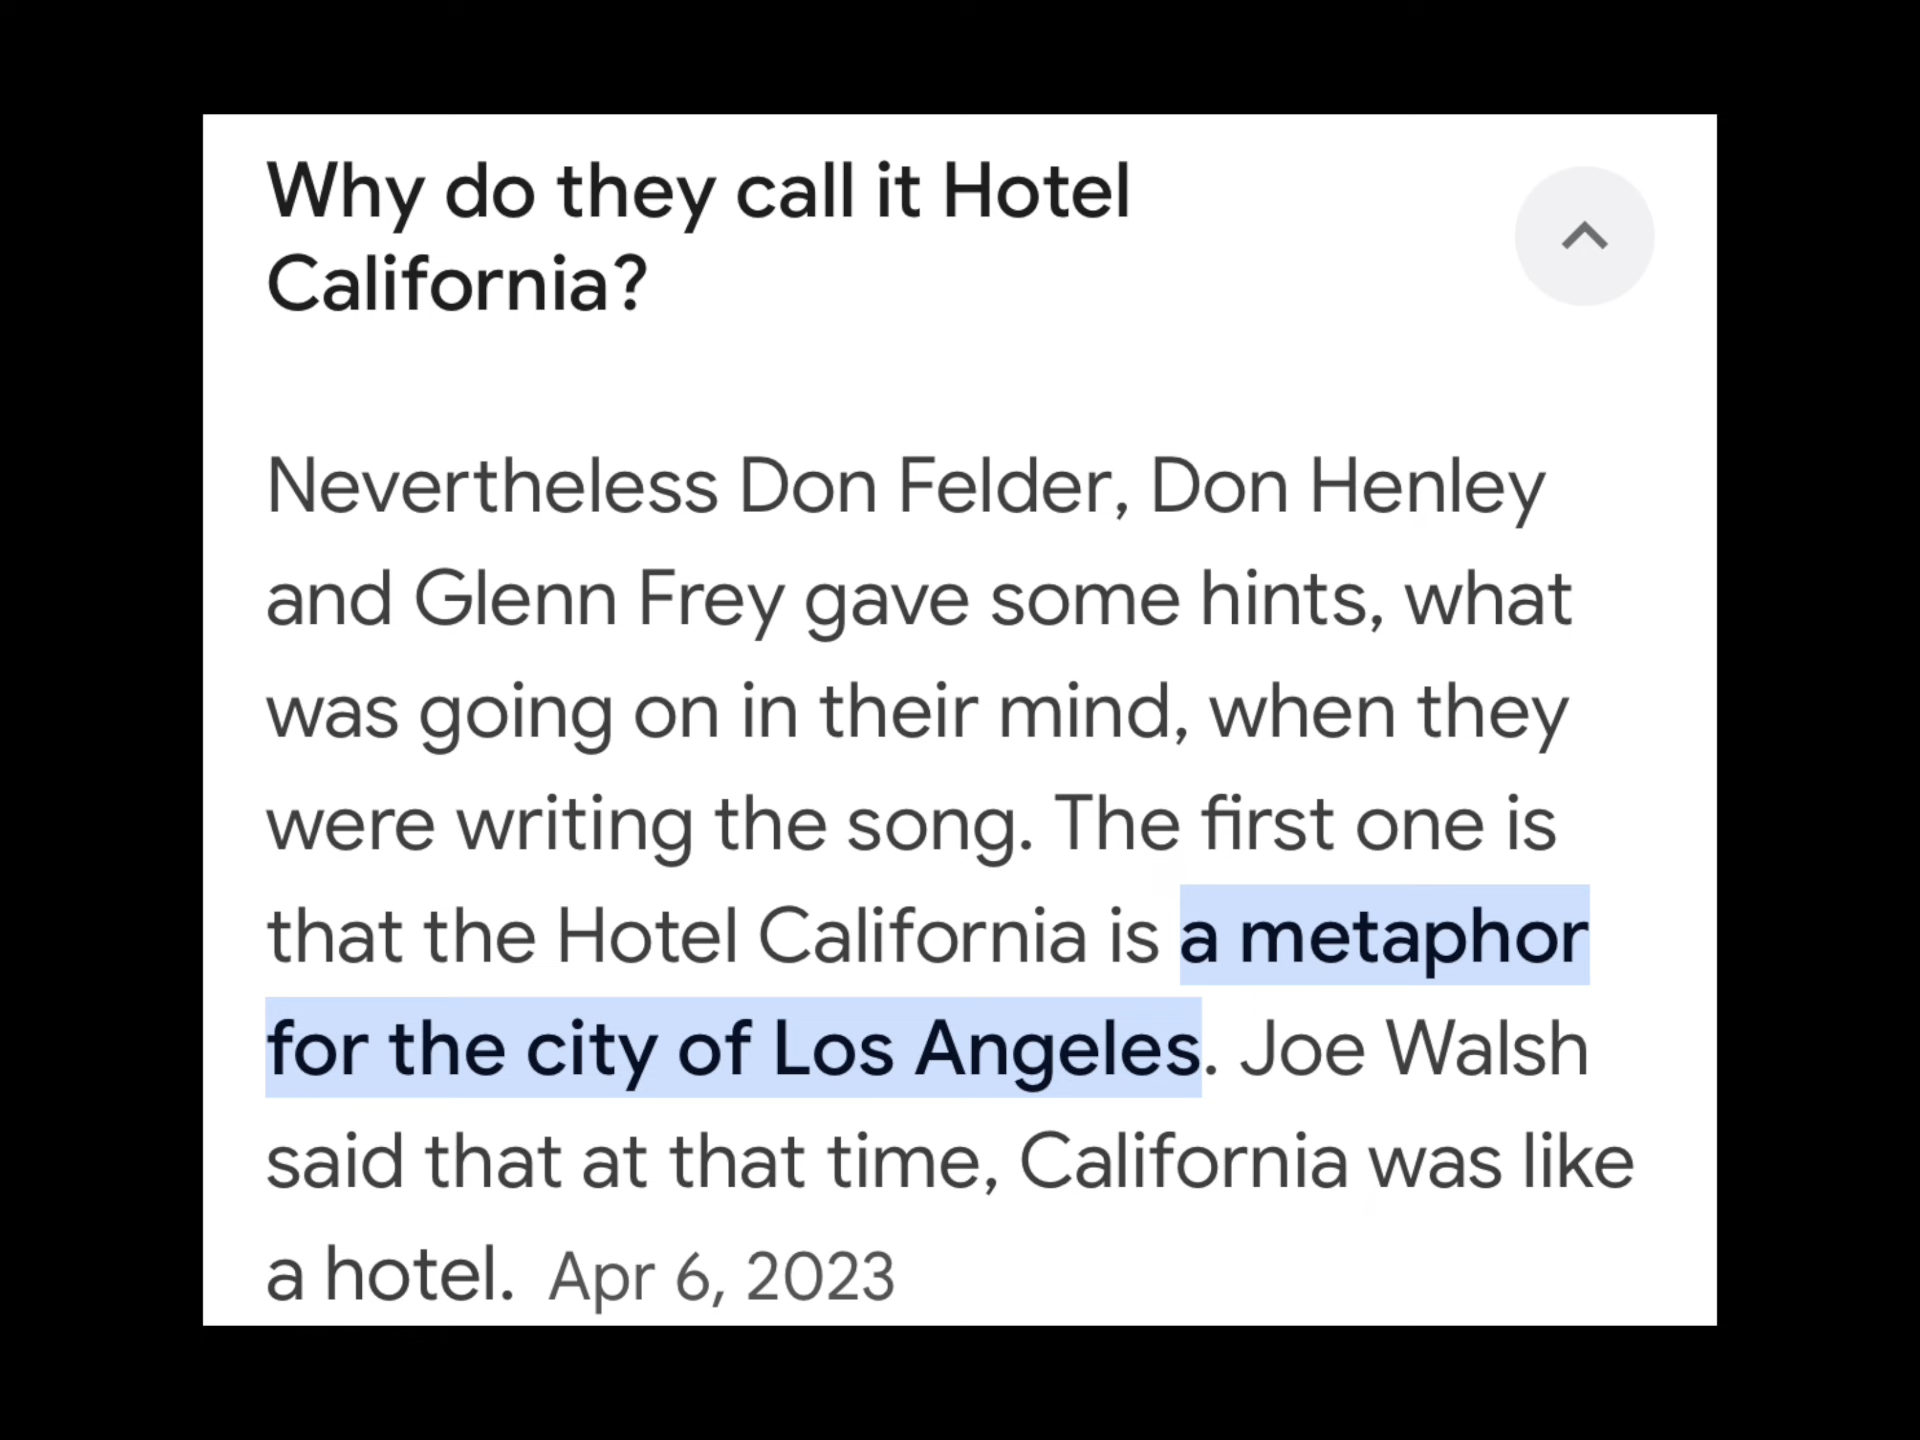 Why do they call it Hotel
California?
Nevertheless Don Felder, Don Henley
and Glenn Frey gave some hints, what
was going on in their mind, when they
were writing the song. The first one is
that the Hotel California is a metaphor
for the city of Los Angeles. Joe Walsh
said that at that time, California was like
a hotel. Apr 6, 2023